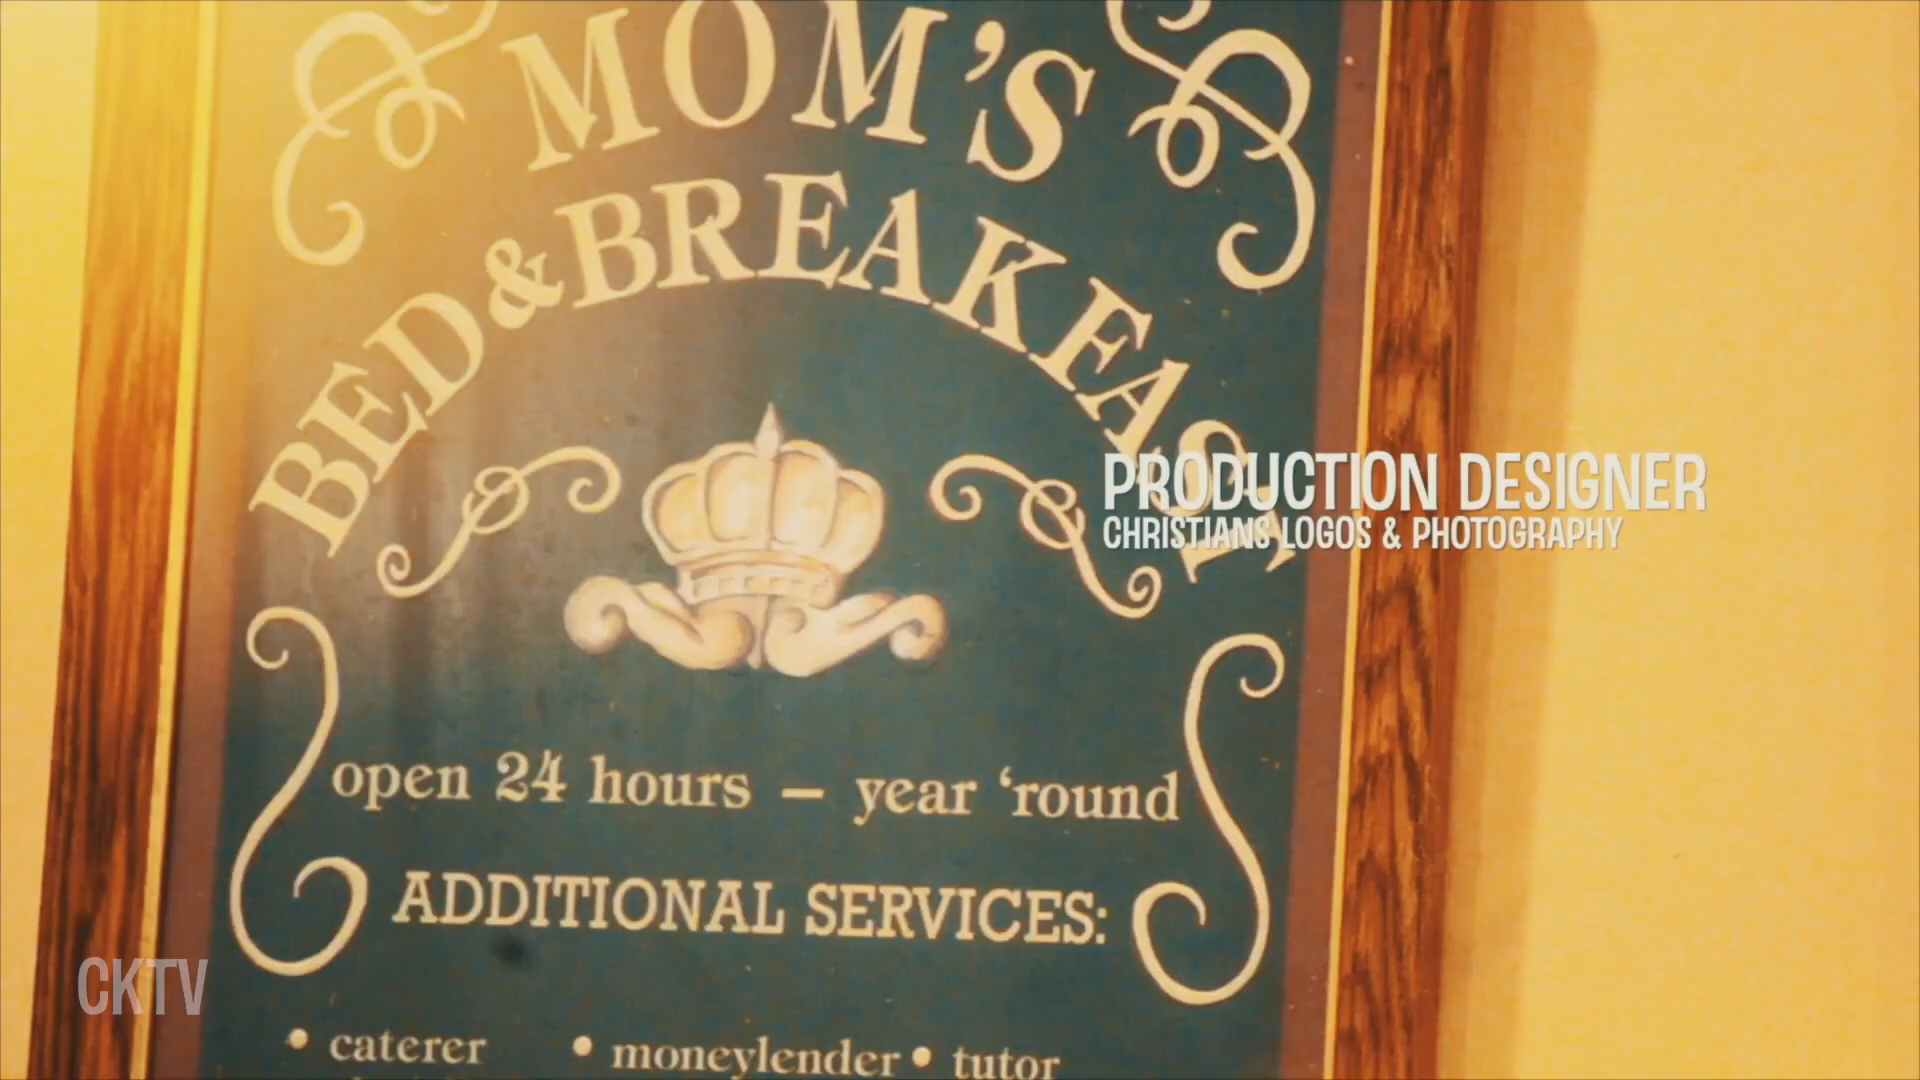 MOM'S
BED & BREAKFAST
PRODUCTION DESIGNER
CHRISTIANS LOGOS & PHOTOGRAPHY
open 24 hours – year ‘round
ADDITIONAL SERVICES:
• caterer • moneylender • tutor
CKTV